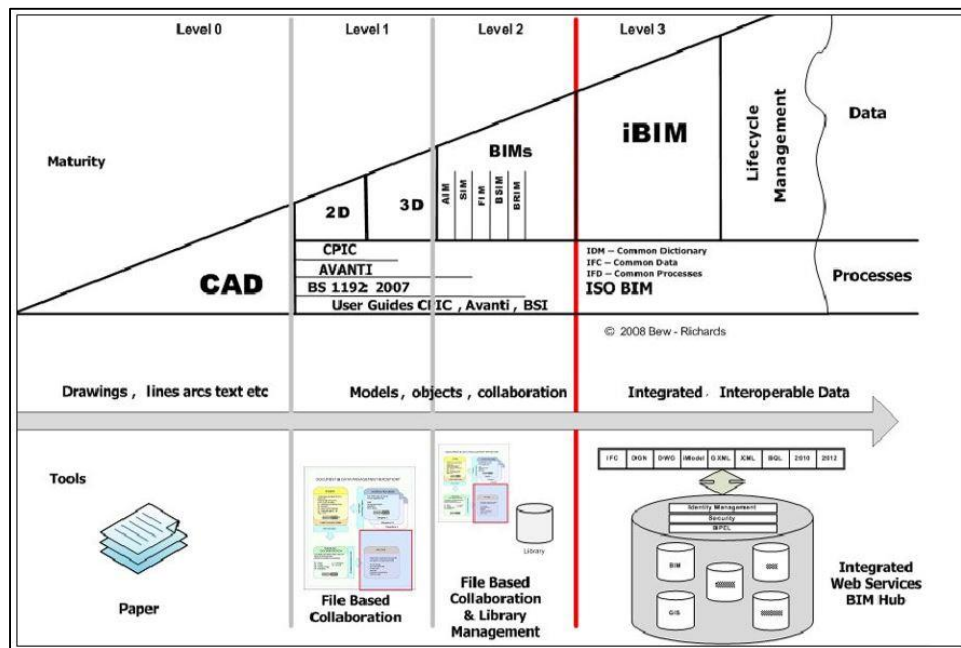 Level 0
Level 1
Level 2
Level 3
Maturity
CAD
2D
3D
BIMs
AIM
SIM
FIM
BSIM
BRIM
iBIM
Lifecycle
Management
Data
CPIC
AVANTI
BS 1192: 2007
User Guides CPIC , Avanti , BSI
IDM – Common Dictionary
IFC – Common Data
IFD – Common Processes
ISO BIM
Processes
© 2008 Bew - Richards
Drawings , lines arcs text etc
Models , objects , collaboration
Integrated , Interoperable Data
Tools
Paper
File Based
Collaboration
Library
File Based
Collaboration
& Library
Management
IFC
DGN
DWG
iModel
XML
SQL
2010
2012
Identity Management
Security
BPEL
BIM
GIS
Integrated
Web Services
BIM Hub